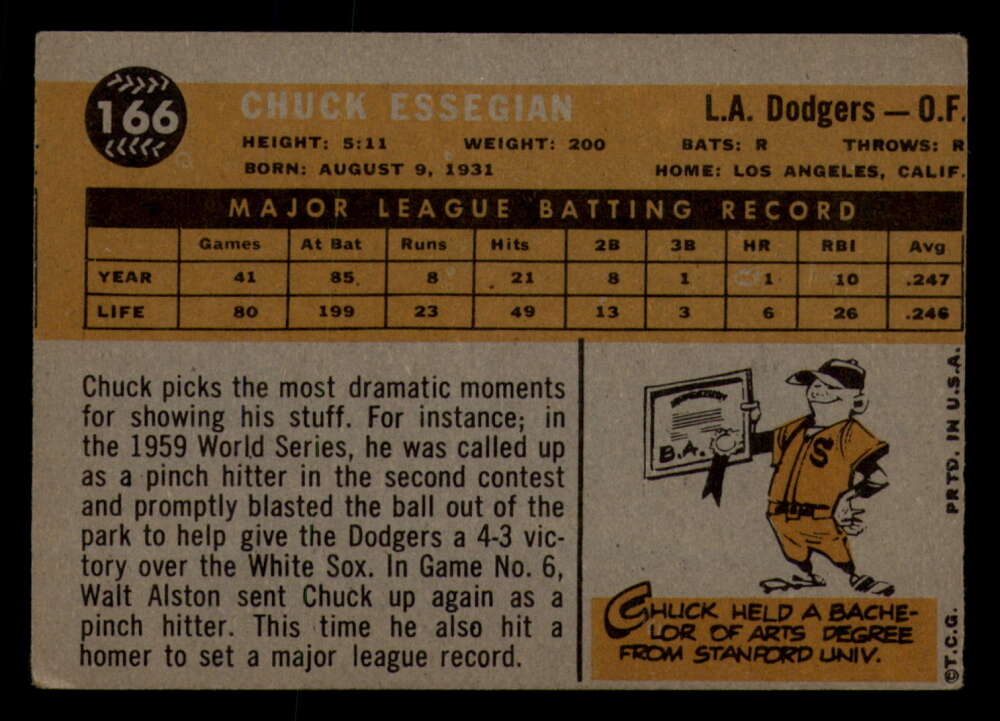 166
CHUCK ESSEGIAN
L.A. Dodgers — O.F.
HEIGHT: 5:11 WEIGHT: 200 BATS: R THROWS: R
BORN: AUGUST 9, 1931 HOME: LOS ANGELES, CALIF.
MAJOR LEAGUE BATTING RECORD
Games At Bat Runs Hits 2B 3B HR RBI Avg
YEAR 41 85 8 21 8 1 1 10 .247
LIFE 80 199 23 49 13 3 6 26 .246
Chuck picks the most dramatic moments
for showing his stuff. For instance; in
the 1959 World Series, he was called up
as a pinch hitter in the second contest
and promptly blasted the ball out of the
park to help give the Dodgers a 4-3 vic-
tory over the White Sox. In Game No. 6,
Walt Alston sent Chuck up again as a
pinch hitter. This time he also hit a
homer to set a major league record.
B.A.
S
CHUCK HELD A BACHE-
LOR OF ARTS DEGREE
FROM STANFORD UNIV.
©T.C.G. PRTD. IN U.S.A.